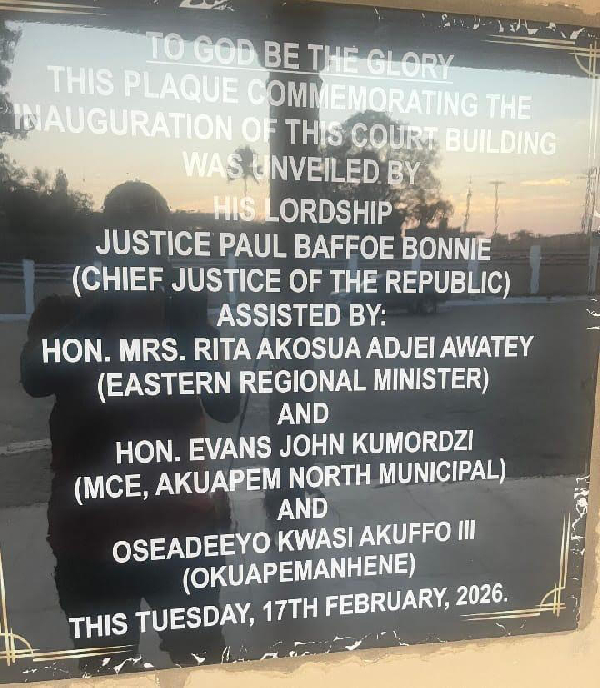 TO GOD BE THE GLORY
THIS PLAQUE COMMEMORATING THE
INAUGURATION OF THIS COURT BUILDING
WAS UNVEILED BY
HIS LORDSHIP
JUSTICE PAUL BAFFOE BONNIE
(CHIEF JUSTICE OF THE REPUBLIC)
ASSISTED BY:
HON. MRS. RITA AKOSUA ADJEI AWATEY
(EASTERN REGIONAL MINISTER)
AND
HON. EVANS JOHN KUMORDZI
(MCE, AKUAPEM NORTH MUNICIPAL)
AND
OSEADEEYO KWASI AKUFFO III
(OKUAPEMANHENE)
THIS TUESDAY, 17TH FEBRUARY, 2026.